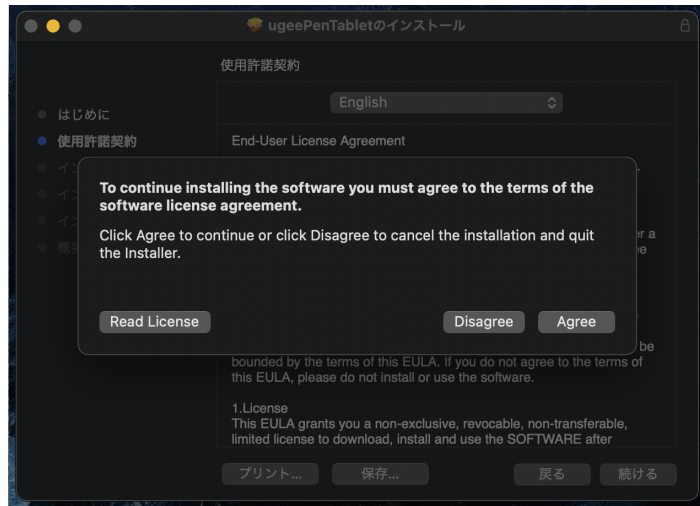 ugeePenTabletのインストール
使用許諾契約
English
はじめに
使用許諾契約
End-User License Agreement
To continue installing the software you must agree to the terms of the
software license agreement.
Click Agree to continue or click Disagree to cancel the installation and quit
the Installer.
Read License
Disagree
Agree
bounded by the terms of this EULA. If you do not agree to the terms of
this EULA, please do not install or use the software.
1.License
This EULA grants you a non-exclusive, revocable, non-transferable,
limited license to download, install and use the SOFTWARE after
プリント...
保存...
戻る
続ける